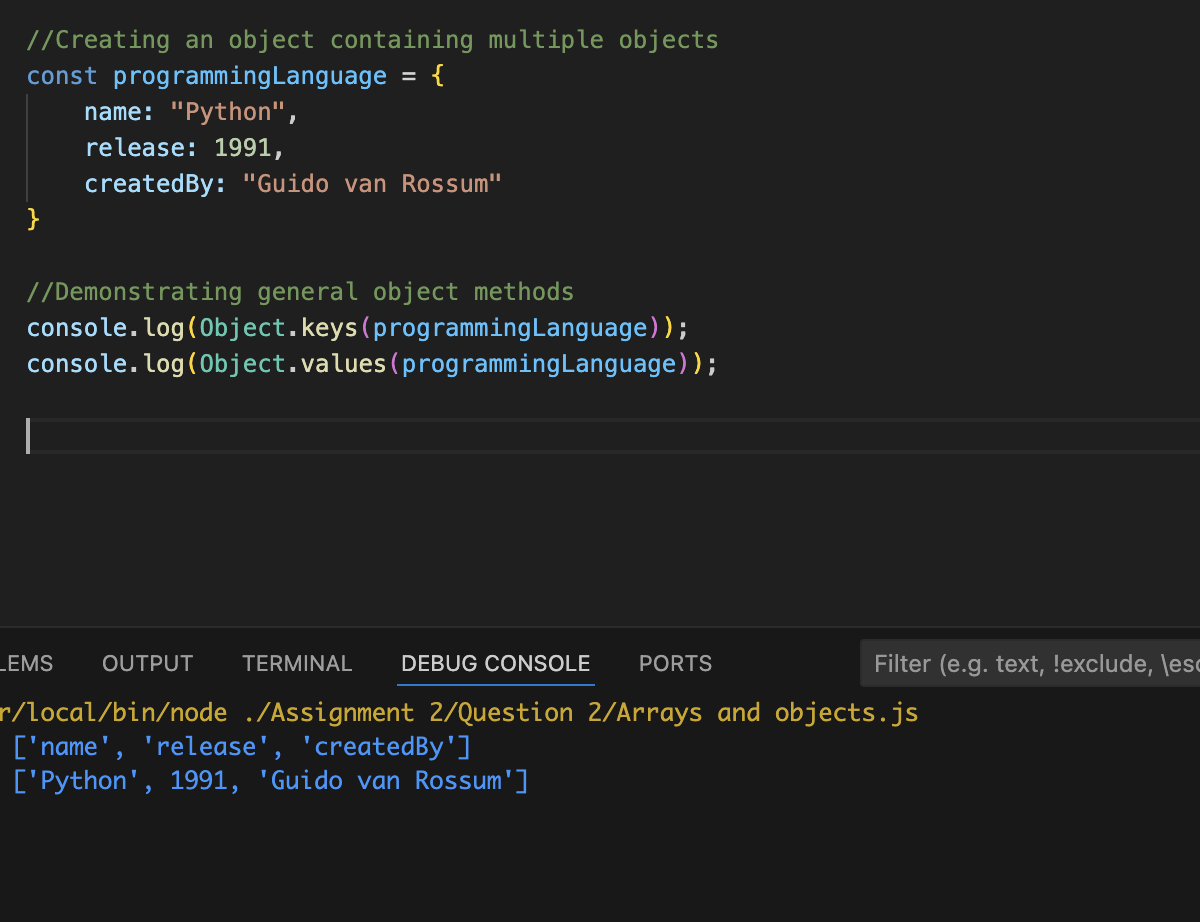 //Creating an object containing multiple objects
const programmingLanguage = {
    name: "Python",
    release: 1991,
    createdBy: "Guido van Rossum"
}
//Demonstrating general object methods
console.log(Object.keys(programmingLanguage));
console.log(Object.values(programmingLanguage));
LEMS OUTPUT TERMINAL DEBUG CONSOLE PORTS Filter (e.g. text, !exclude, \esc
r/local/bin/node ./Assignment 2/Question 2/Arrays and objects.js
['name', 'release', 'createdBy']
['Python', 1991, 'Guido van Rossum']